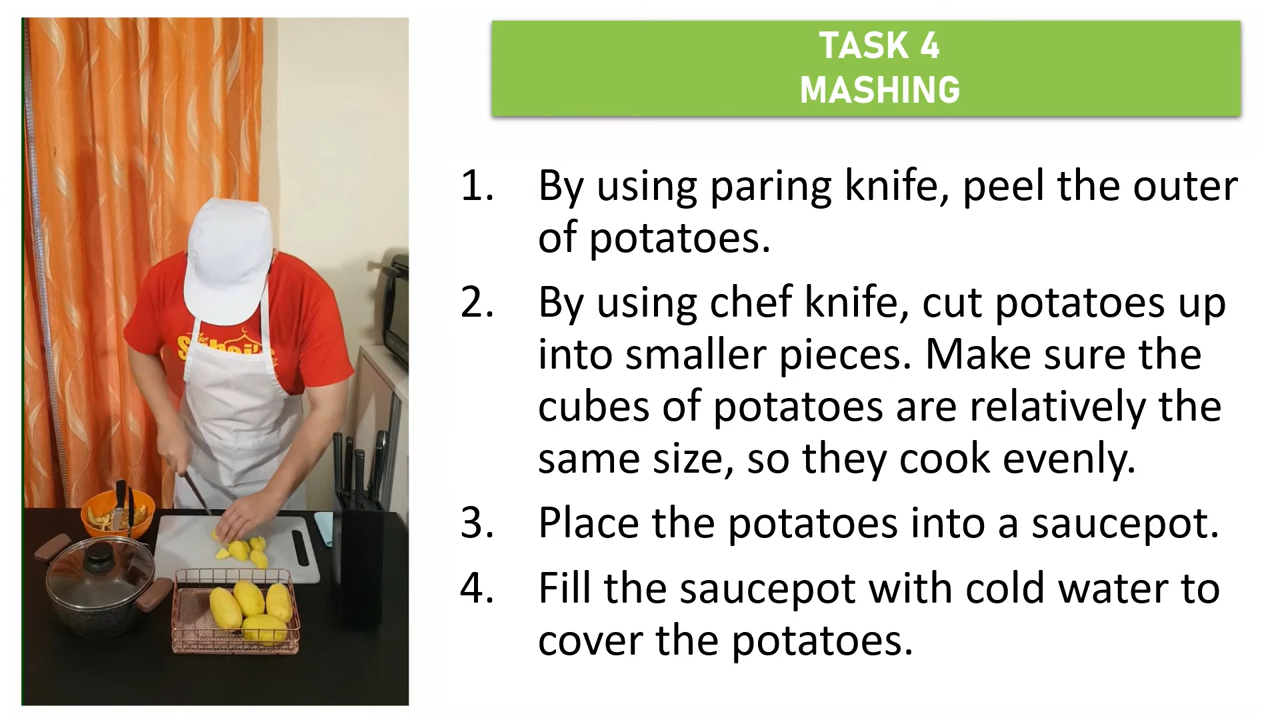 TASK 4
MASHING
1. By using paring knife, peel the outer
of potatoes.
2. By using chef knife, cut potatoes up
into smaller pieces. Make sure the
cubes of potatoes are relatively the
same size, so they cook evenly.
3. Place the potatoes into a saucepot.
4. Fill the saucepot with cold water to
cover the potatoes.